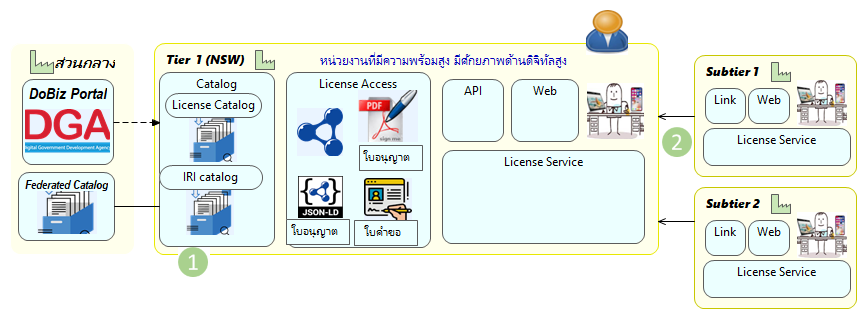 ส่วนกลาง
DoBiz Portal
DGA
Digital Government Development Agency
Federated Catalog
Tier 1 (NSW)
หน่วยงานที่มีความพร้อมสูง มีศักยภาพด้านดิจิทัลสูง
Catalog
License Catalog
IRI catalog
1
License Access
PDF
sign me
ใบอนุญาต
JSON-LD
ใบอนุญาต
ใบคำขอ
API
Web
License Service
2
Subtier 1
Link
Web
License Service
Subtier 2
Link
Web
License Service